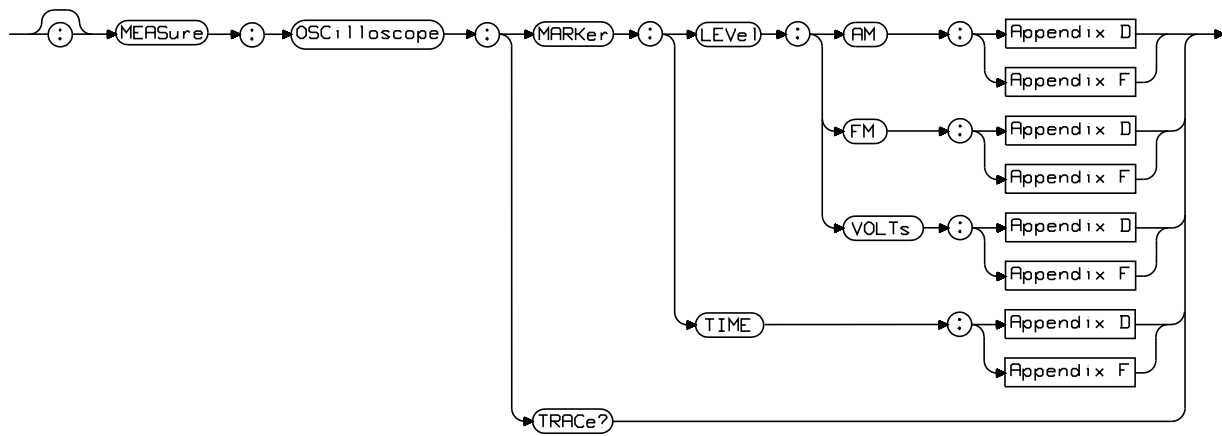 : MEASure : OSCilloscope : MARKer : LEVel : AM : Appendix D
Appendix F
FM : Appendix D
Appendix F
VOLTs : Appendix D
Appendix F
TIME : Appendix D
Appendix F
TRACe?